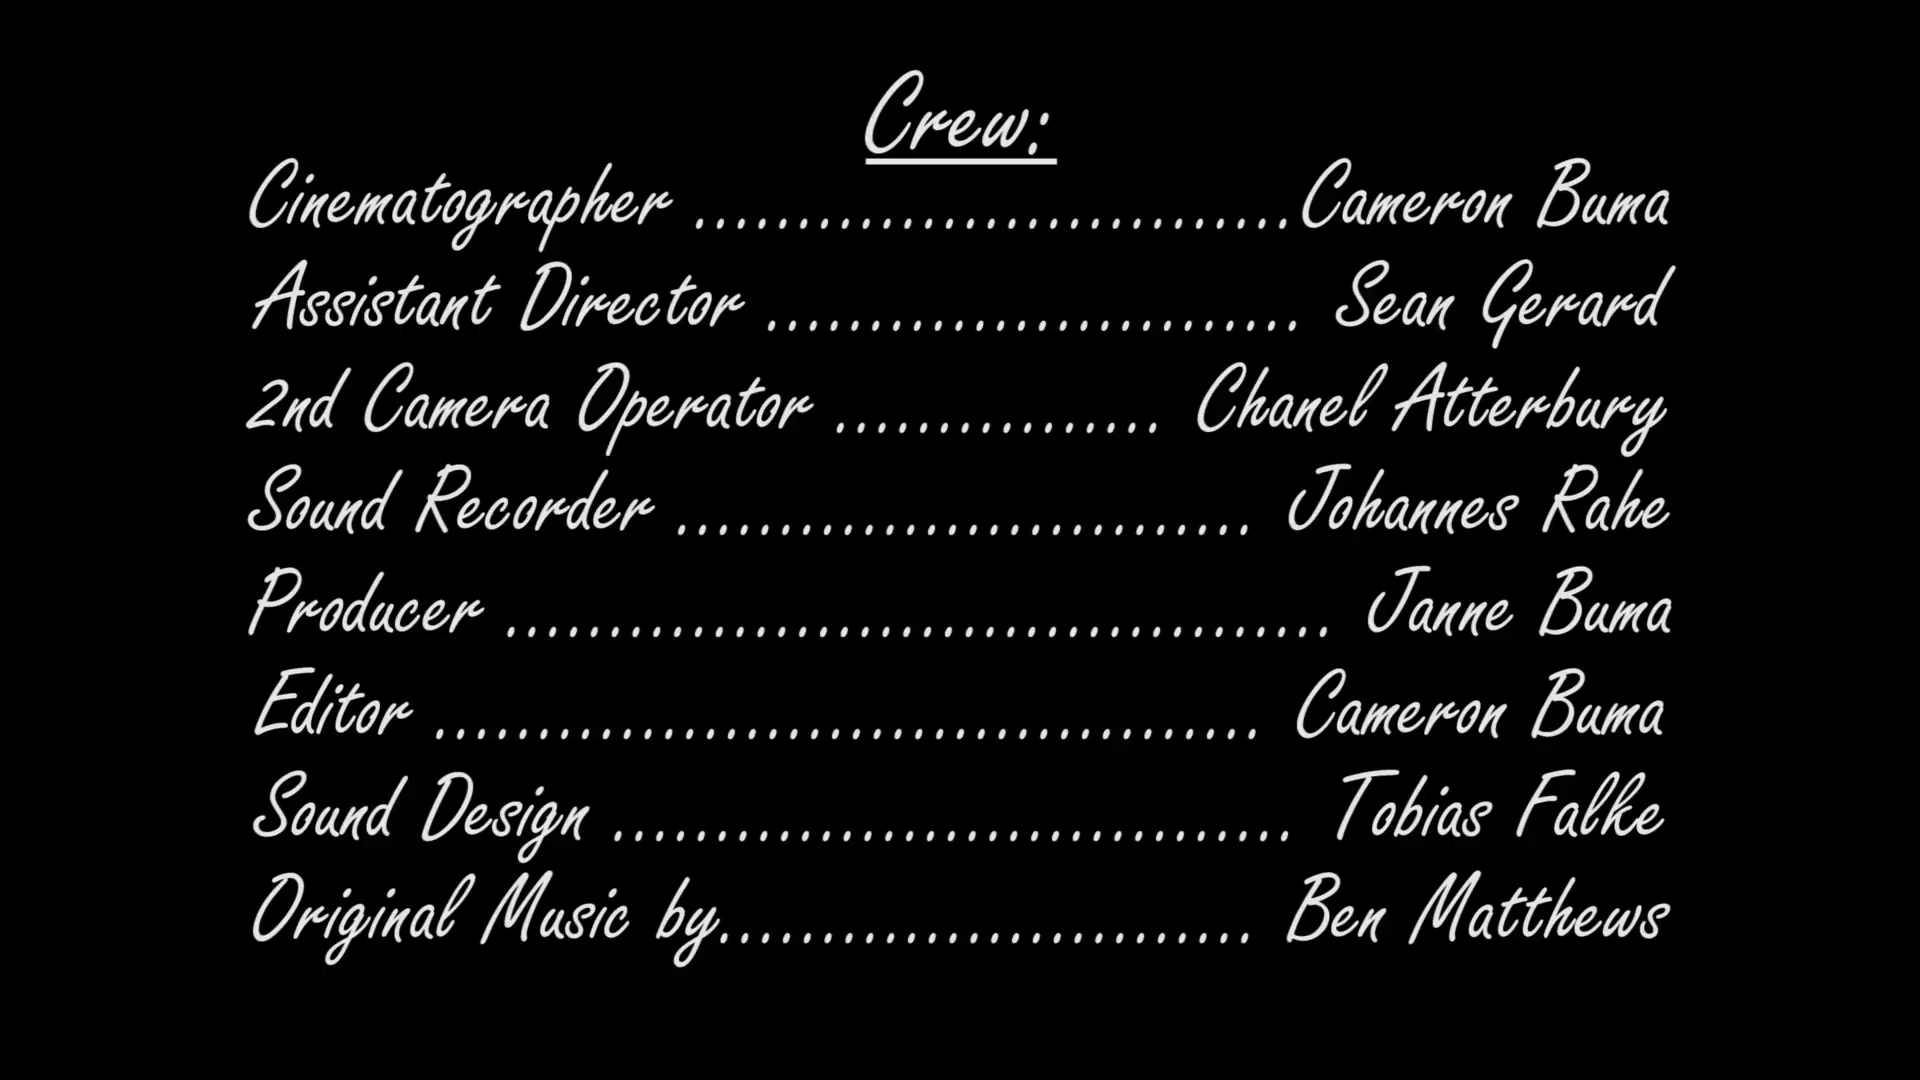 Crew:
Cinematographer .............................Cameron Buma
Assistant Director .......................... Sean Gerard
2nd Camera Operator ................ Chanel Atterbury
Sound Recorder ............................ Johannes Rahe
Producer ........................................ Janne Buma
Editor ........................................ Cameron Buma
Sound Design ................................. Tobias Falke
Original Music by.......................... Ben Matthews